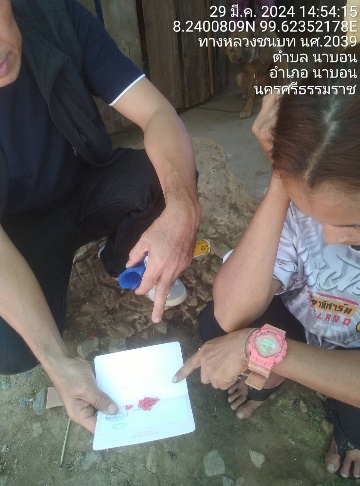 29 มี.ค. 2024 14:54:15
8.2400809N 99.62352178E
ทางหลวงชนบท นศ.2039
ตำบล นาบอน
อำเภอ นาบอน
นครศรีธรรมราช